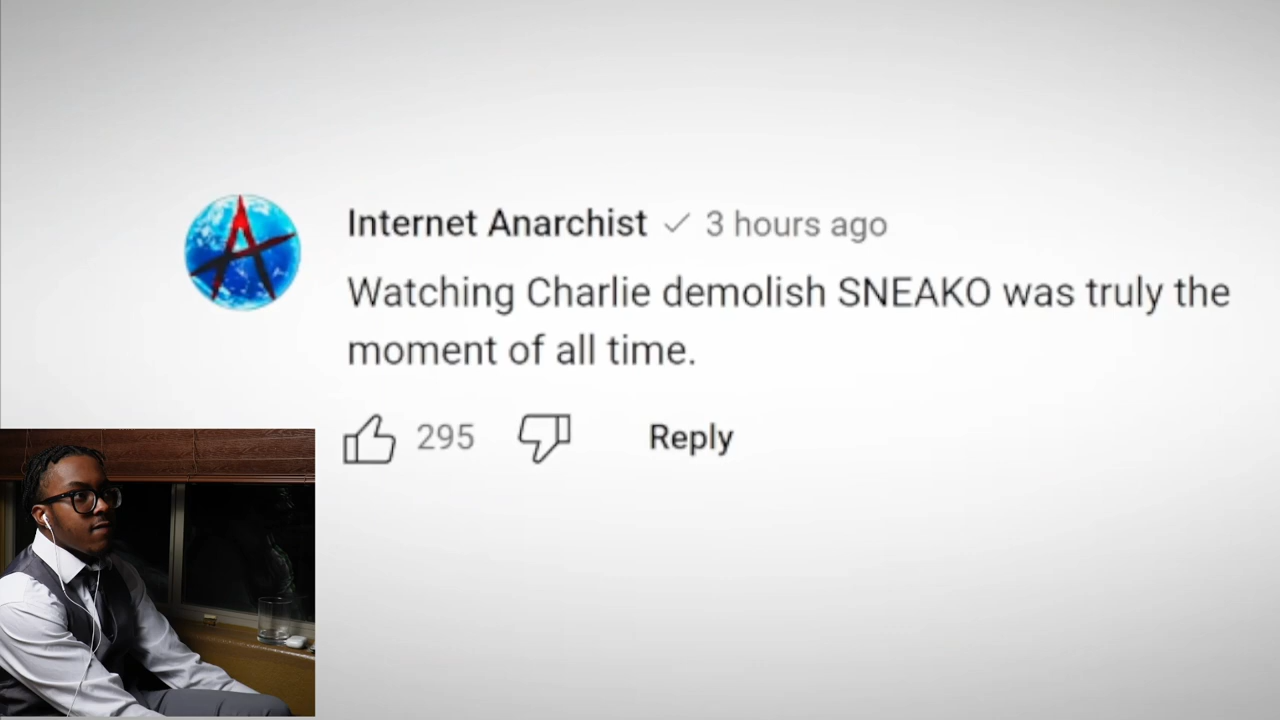 Internet Anarchist ✓ 3 hours ago
Watching Charlie demolish SNEAKO was truly the
moment of all time.
295 Reply